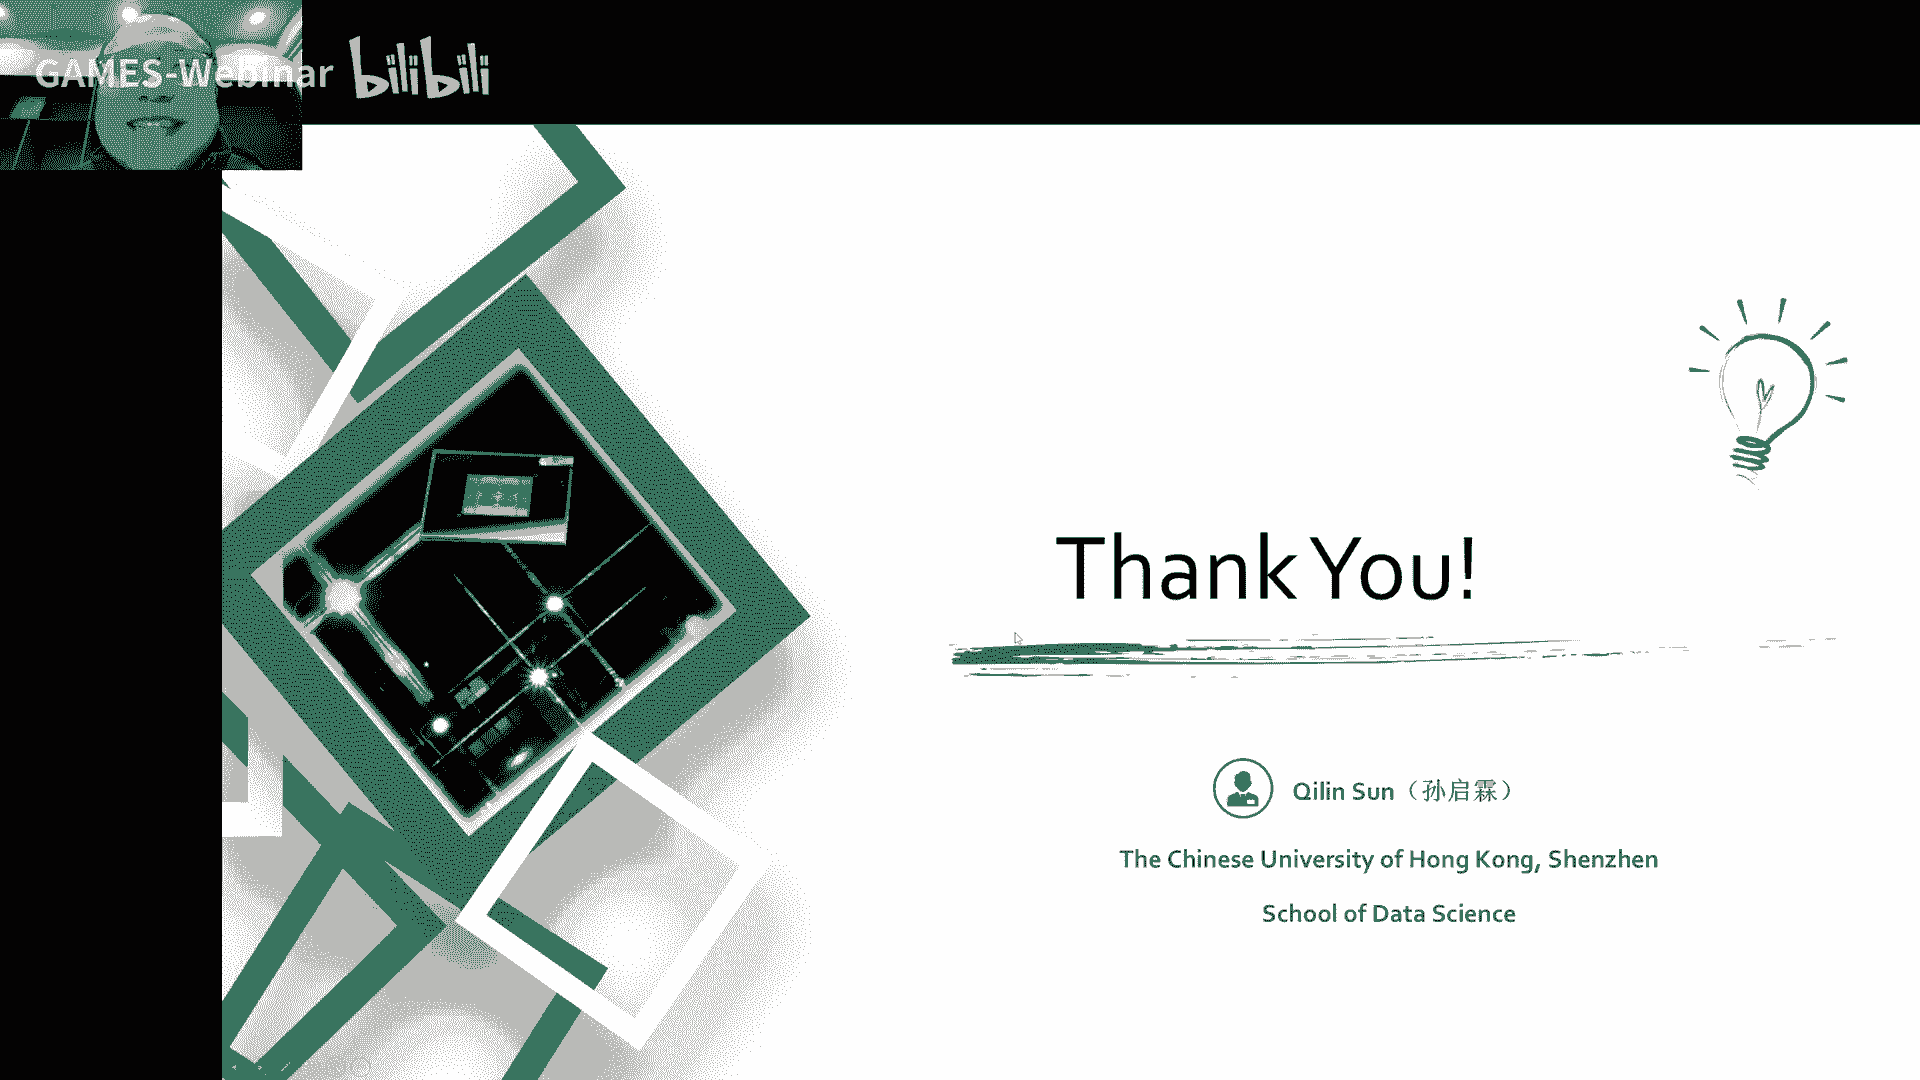 GAMES-Webinar bilibili
Thank You!
Qilin Sun（孙启霖）
The Chinese University of Hong Kong, Shenzhen
School of Data Science